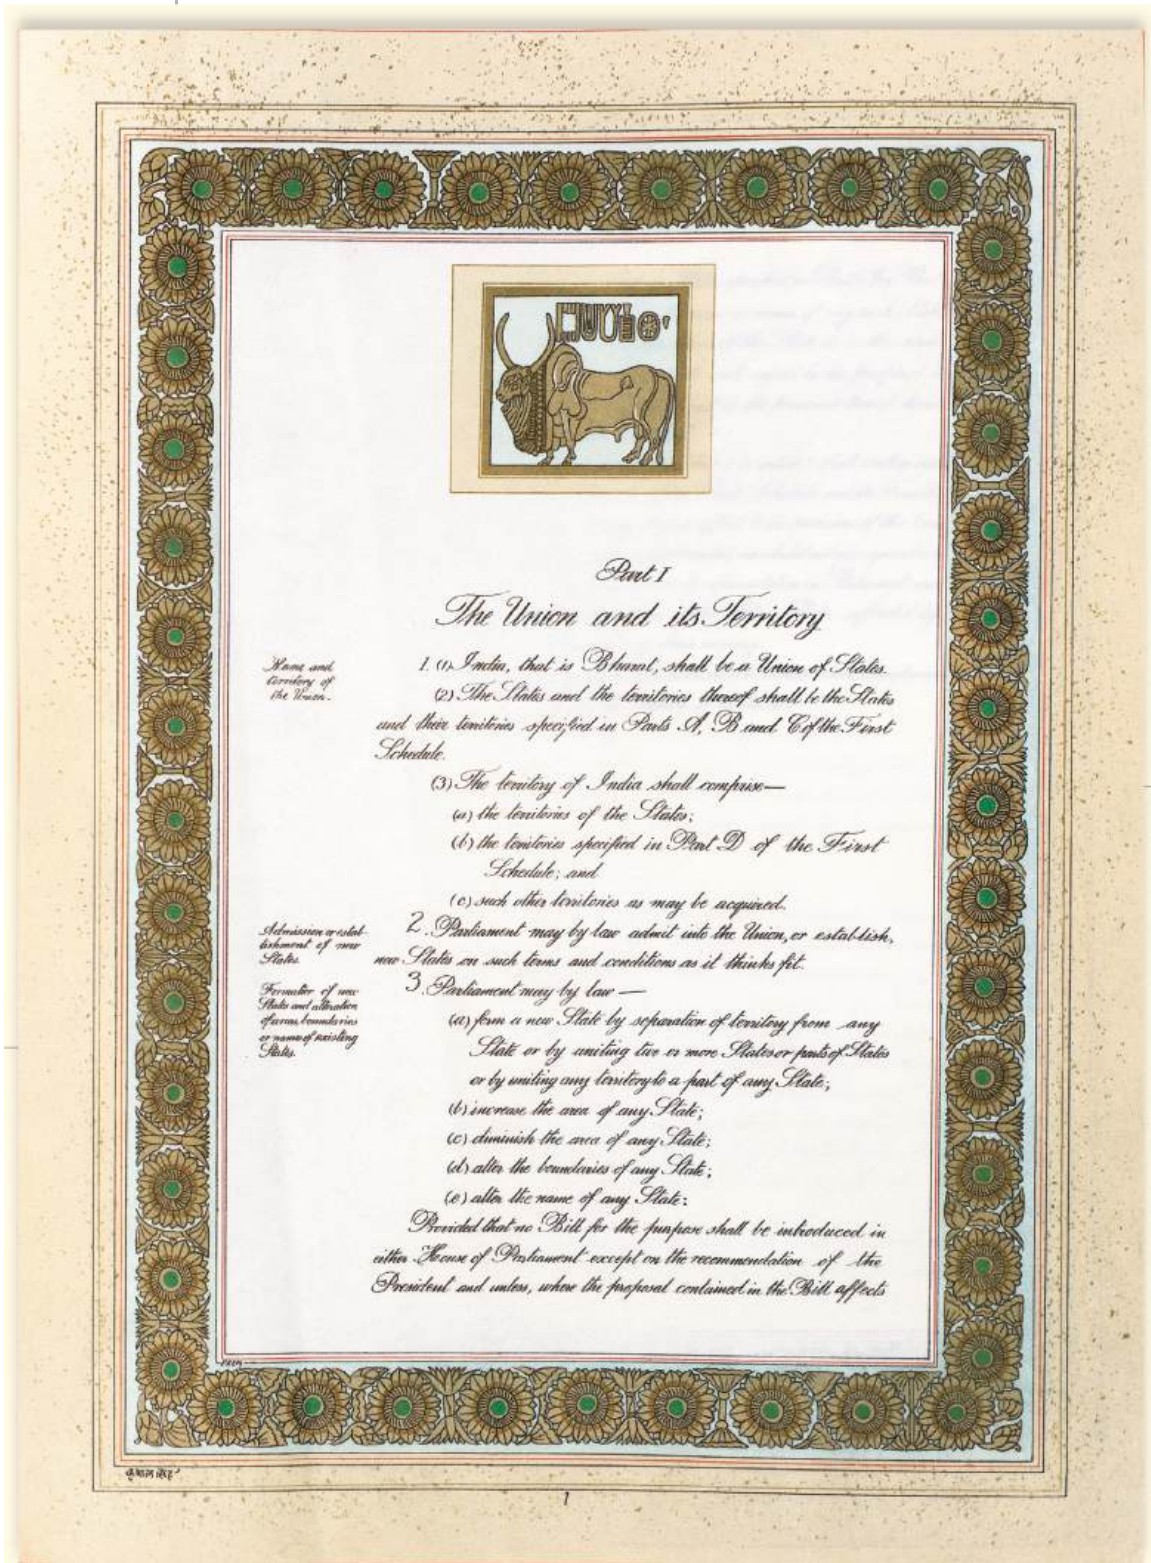 Part I
The Union and its Territory
Name and
territory of
the Union.
1. (1) India, that is Bharat, shall be a Union of States.
(2) The States and the territories thereof shall be the States
and their territories specified in Parts A, B and C of the First
Schedule.
(3) The territory of India shall comprise—
(a) the territories of the States;
(b) the territories specified in Part D of the First
Schedule; and
(c) such other territories as may be acquired.
Admission or estab-
lishment of new
States.
2. Parliament may by law admit into the Union, or establish,
new States on such terms and conditions as it thinks fit.
Formation of new
States and alteration
of areas, boundaries
or names of existing
States.
3. Parliament may by law—
(a) form a new State by separation of territory from any
State or by uniting two or more States or parts of States
or by uniting any territory to a part of any State;
(b) increase the area of any State;
(c) diminish the area of any State;
(d) alter the boundaries of any State;
(e) alter the name of any State:
Provided that no Bill for the purpose shall be introduced in
either House of Parliament except on the recommendation of the
President and unless, where the proposal contained in the Bill affects
1